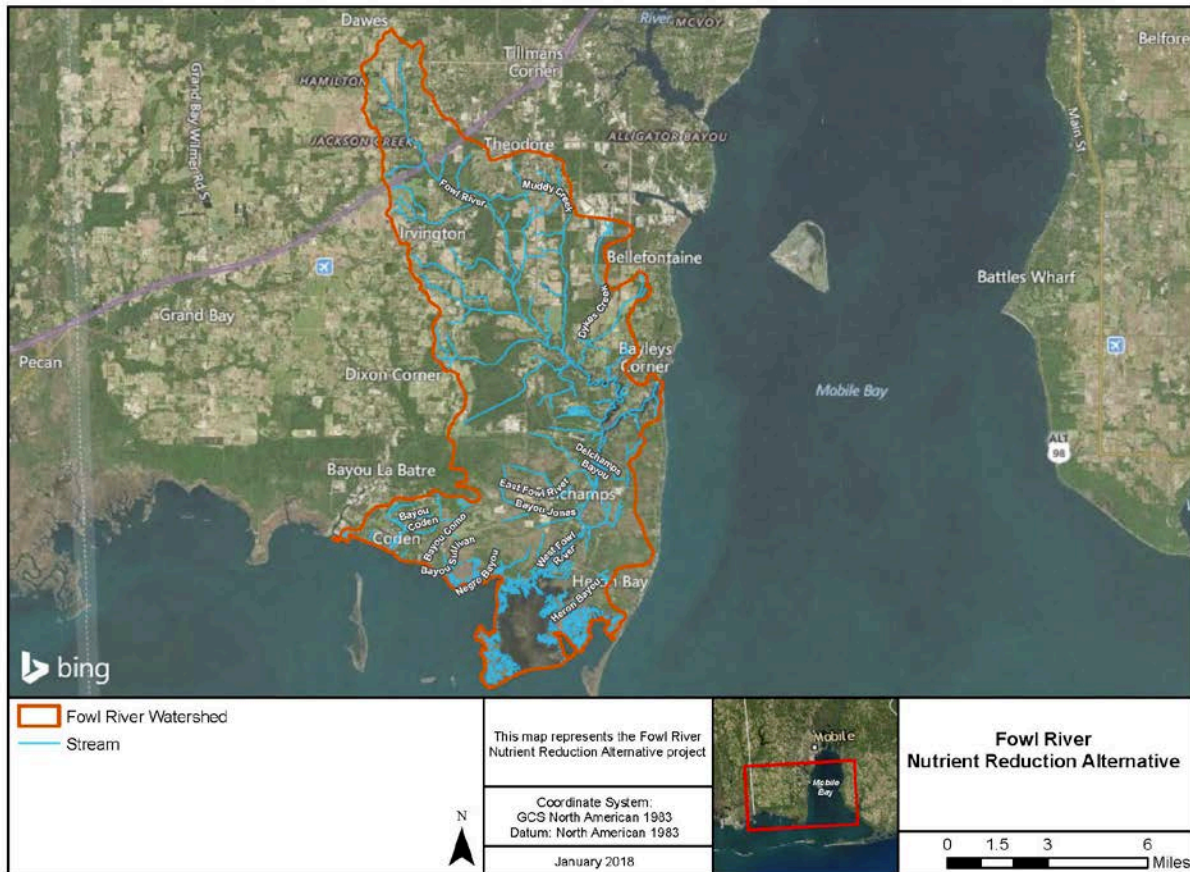 Dawes
River
MCVOY
Belfore
Tillmans
Corner
HAMILTON
Grand Bay Wilmer Rd S
JACKSON CREEK
Theodore
ALLIGATOR BAYOU
Main St
Fowl River
Muddy Creek
Irvington
Bellefontaine
Battles Wharf
Grand Bay
Dykes Creek
Pecan
Bayleys
Corner
Dixon Corner
Mobile Bay
ALT
98
Bayou La Batre
Delchamps
Bayou
East Fowl River
Bayou Jonas
Bayou
Coden
Coden
Bayou Como
Bayou Sullivan
Negro Bayou
West Fowl
River
Heron Bay
Heron Bayou
bing
Fowl River Watershed
Stream
N
This map represents the Fowl River
Nutrient Reduction Alternative project
Coordinate System:
GCS North American 1983
Datum: North American 1983
January 2018
Mobile
Mobile
Bay
Fowl River
Nutrient Reduction Alternative
0 1.5 3 6
Miles